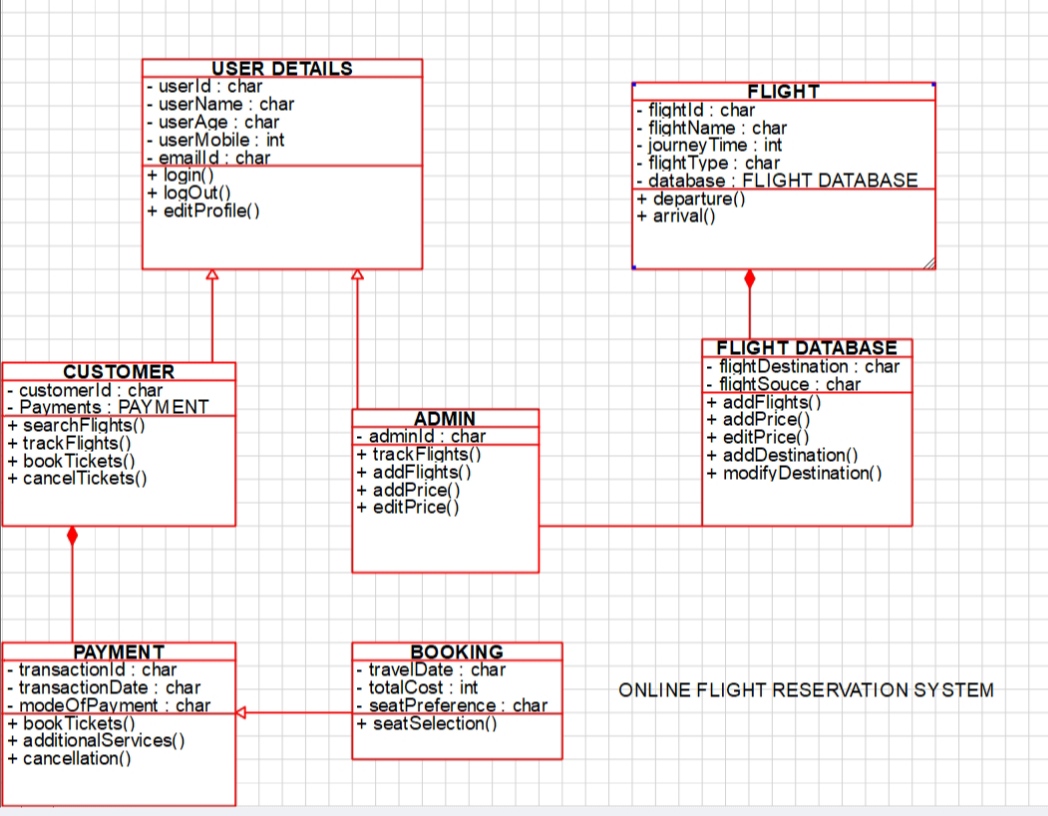 USER DETAILS
- userId : char
- userName : char
- userAge : char
- userMobile : int
- emailId : char
+ login()
+ logOut()
+ editProfile()
FLIGHT
- flightId : char
- flightName : char
- journeyTime : int
- flightType : char
- database : FLIGHT DATABASE
+ departure()
+ arrival()
CUSTOMER
- customerId : char
- Payments : PAYMENT
+ searchFlights()
+ trackFlights()
+ bookTickets()
+ cancelTickets()
ADMIN
- adminId : char
+ trackFlights()
+ addFlights()
+ addPrice()
+ editPrice()
FLIGHT DATABASE
- flightDestination : char
- flightSouce : char
+ addFlights()
+ addPrice()
+ editPrice()
+ addDestination()
+ modifyDestination()
PAYMENT
- transactionId : char
- transactionDate : char
- modeOfPayment : char
+ bookTickets()
+ additionalServices()
+ cancellation()
BOOKING
- travelDate : char
- totalCost : int
- seatPreference : char
+ seatSelection()
ONLINE FLIGHT RESERVATION SYSTEM